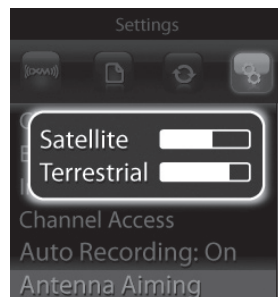 Settings
Satellite
Terrestrial
Channel Access
Auto Recording: On
Antenna Aiming